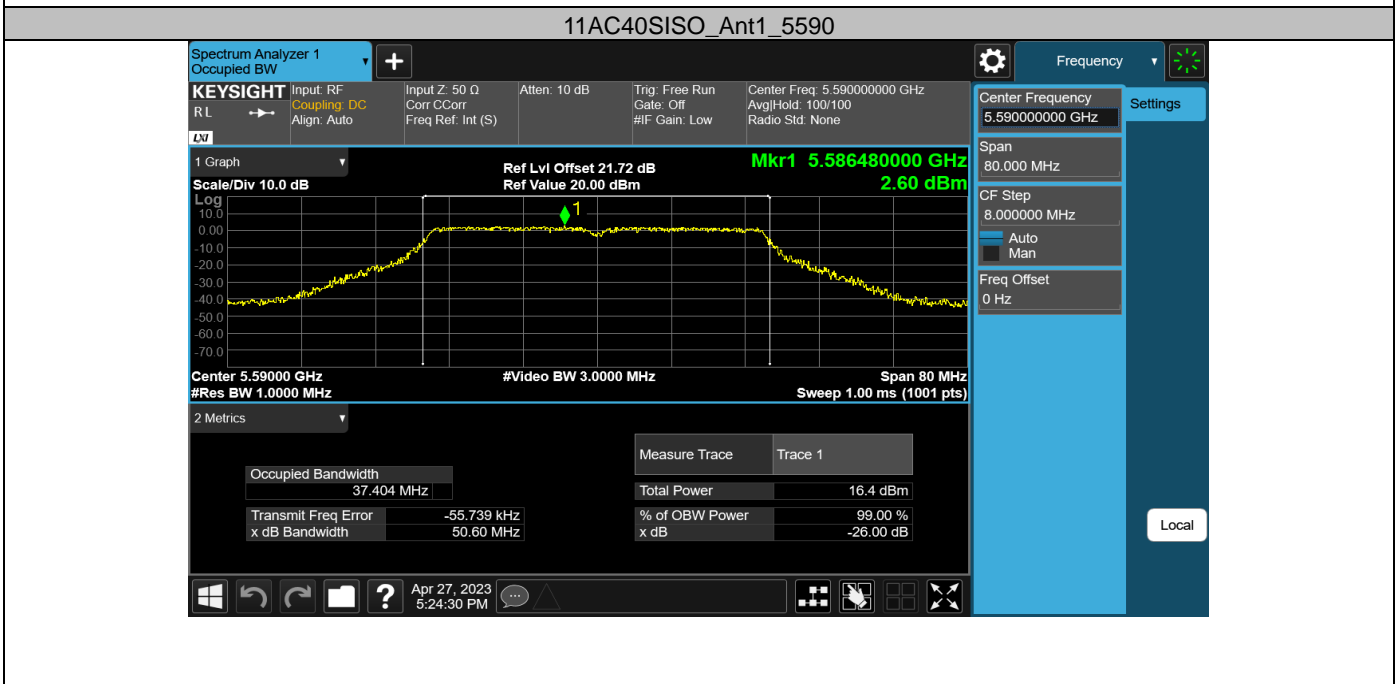 11AC40SISO_Ant1_5590
Spectrum Analyzer 1
Occupied BW
+
Frequency
KEYSIGHT
RL
LXI
Input: RF
Coupling: DC
Align: Auto
Input Z: 50 Ω
Corr CCorr
Freq Ref: Int (S)
Atten: 10 dB
Trig: Free Run
Gate: Off
#IF Gain: Low
Center Freq: 5.590000000 GHz
Avg|Hold: 100/100
Radio Std: None
Center Frequency
5.590000000 GHz
Settings
Span
80.000 MHz
CF Step
8.000000 MHz
Auto
Man
Freq Offset
0 Hz
Local
1 Graph
Scale/Div 10.0 dB
Log
Ref Lvl Offset 21.72 dB
Ref Value 20.00 dBm
Mkr1 5.586480000 GHz
2.60 dBm
1
10.0
0.00
-10.0
-20.0
-30.0
-40.0
-50.0
-60.0
-70.0
Center 5.59000 GHz
#Res BW 1.0000 MHz
#Video BW 3.0000 MHz
Span 80 MHz
Sweep 1.00 ms (1001 pts)
2 Metrics
Measure Trace Trace 1
Occupied Bandwidth
37.404 MHz
Total Power 16.4 dBm
Transmit Freq Error -55.739 kHz
% of OBW Power 99.00 %
x dB Bandwidth 50.60 MHz
x dB -26.00 dB
?
Apr 27, 2023
5:24:30 PM